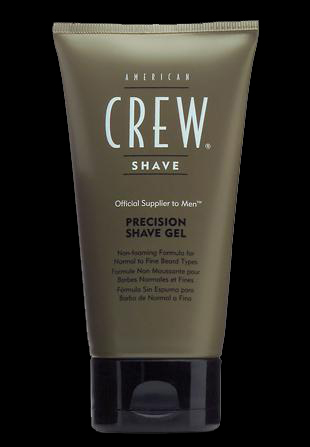 AMERICAN
CREW®
SHAVE
Official Supplier to Men™
PRECISION
SHAVE GEL
Non-foaming Formula for
Normal to Fine Beard Types
Formule Non Moussante pour
Barbes Normales et Fines
Fórmula Sin Espuma para
Barba de Normal a Fina